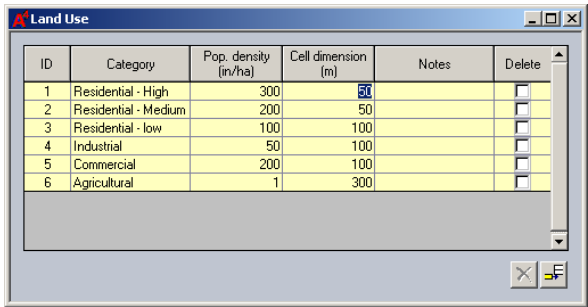 Land Use
ID Category Pop. density (in/ha) Cell dimension (m) Notes Delete
1 Residential - High 300 50
2 Residential - Medium 200 50
3 Residential - low 100 100
4 Industrial 50 100
5 Commercial 200 100
6 Agricultural 1 300